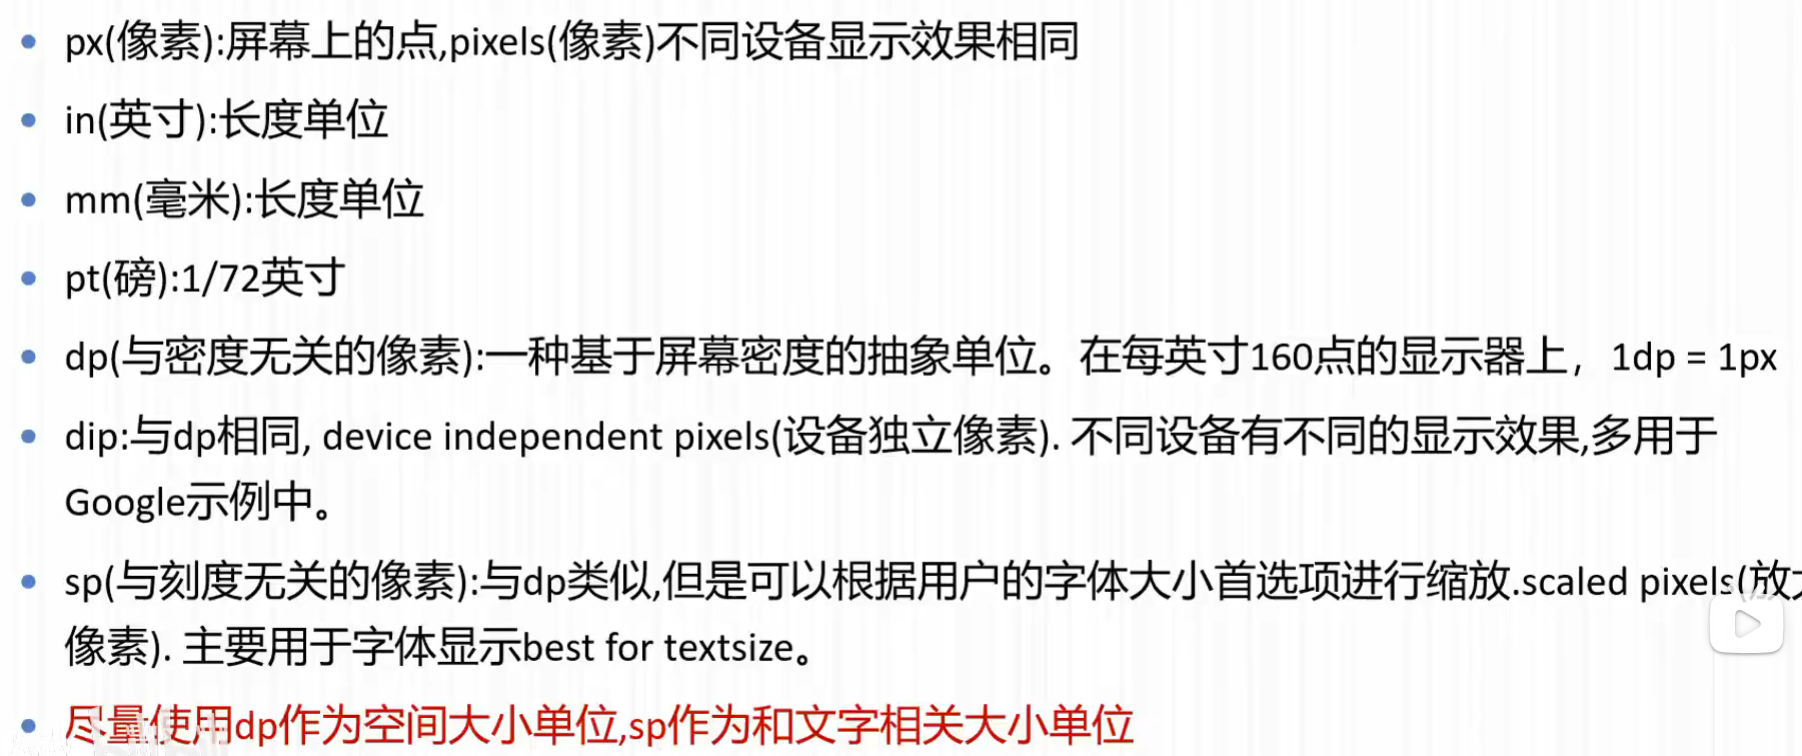 • px(像素):屏幕上的点,pixels(像素)不同设备显示效果相同
• in(英寸):长度单位
• mm(毫米):长度单位
• pt(磅):1/72英寸
• dp(与密度无关的像素):一种基于屏幕密度的抽象单位。在每英寸160点的显示器上，1dp = 1px
• dip:与dp相同, device independent pixels(设备独立像素). 不同设备有不同的显示效果,多用于
Google示例中。
• sp(与刻度无关的像素):与dp类似,但是可以根据用户的字体大小首选项进行缩放.scaled pixels(放
像素). 主要用于字体显示best for textsize。
• 尽量使用dp作为空间大小单位,sp作为和文字相关大小单位